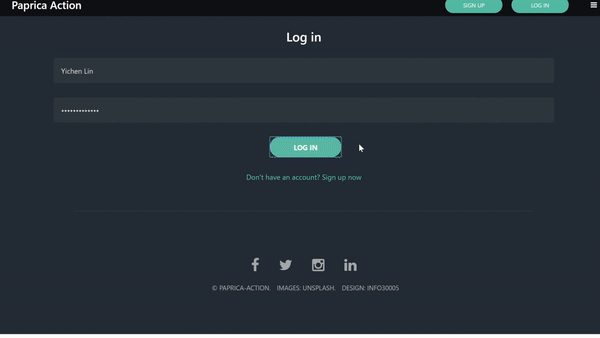 Paprica Action
SIGN UP
LOG IN
Log in
Yichen Lin
•••••••••••••
LOG IN
Don't have an account? Sign up now
© PAPRICA-ACTION. IMAGES: UNSPLASH. DESIGN: INFO30005